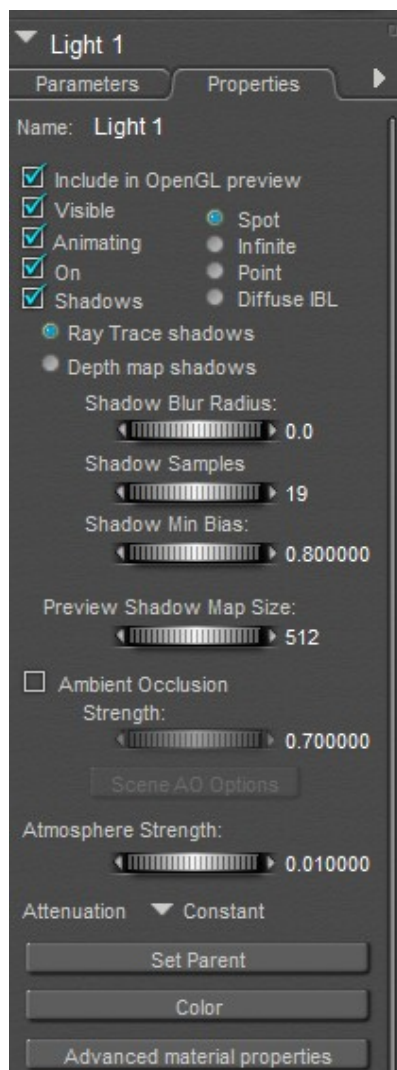 Light 1
Parameters Properties
Name: Light 1
Include in OpenGL preview
Visible
Spot
Animating
Infinite
On
Point
Shadows
Diffuse IBL
Ray Trace shadows
Depth map shadows
Shadow Blur Radius:
0.0
Shadow Samples
19
Shadow Min Bias:
0.800000
Preview Shadow Map Size:
512
Ambient Occlusion
Strength:
0.700000
Scene AO Options
Atmosphere Strength:
0.010000
Attenuation Constant
Set Parent
Color
Advanced material properties